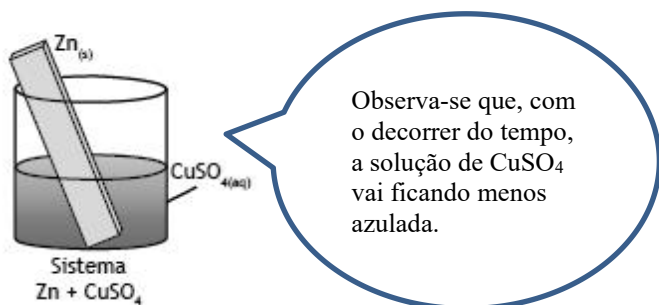 Zn(s)
CuSO4(aq)
Sistema
Zn + CuSO4
Observa-se que, com
o decorrer do tempo,
a solução de CuSO4
vai ficando menos
azulada.